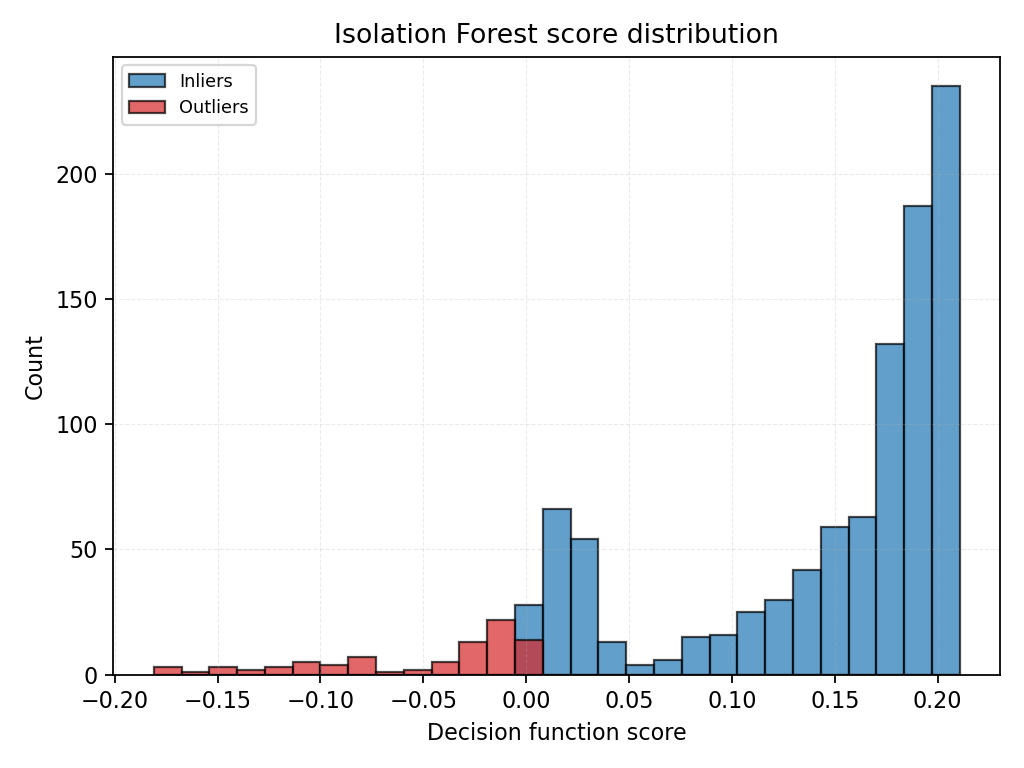 Isolation Forest score distribution
Inliers
Outliers
Count
200
150
100
50
0
−0.20 −0.15 −0.10 −0.05 0.00 0.05 0.10 0.15 0.20
Decision function score